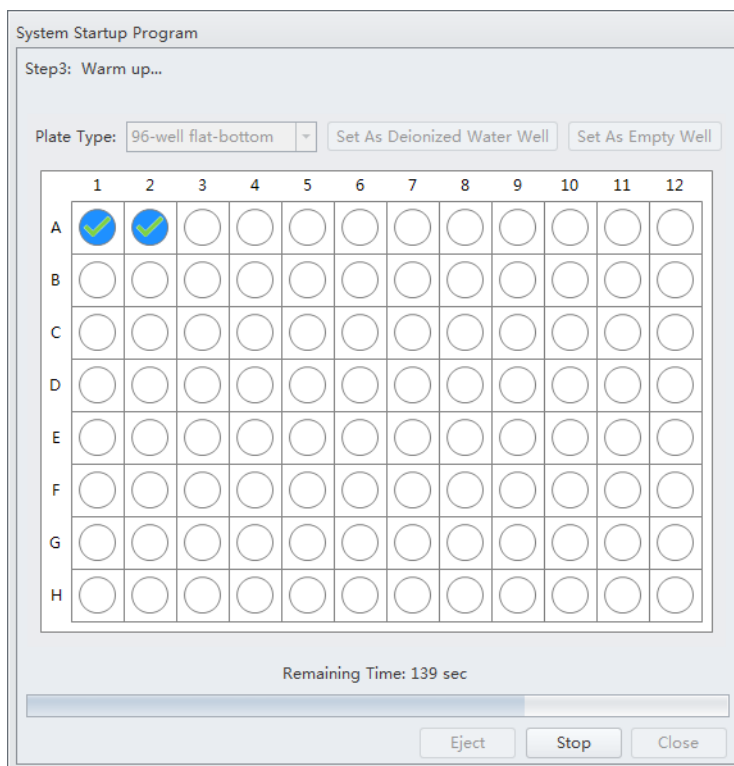 System Startup Program
Step3: Warm up...
Plate Type: 96-well flat-bottom Set As Deionized Water Well Set As Empty Well
1 2 3 4 5 6 7 8 9 10 11 12
A
B
C
D
E
F
G
H
Remaining Time: 139 sec
Eject Stop Close